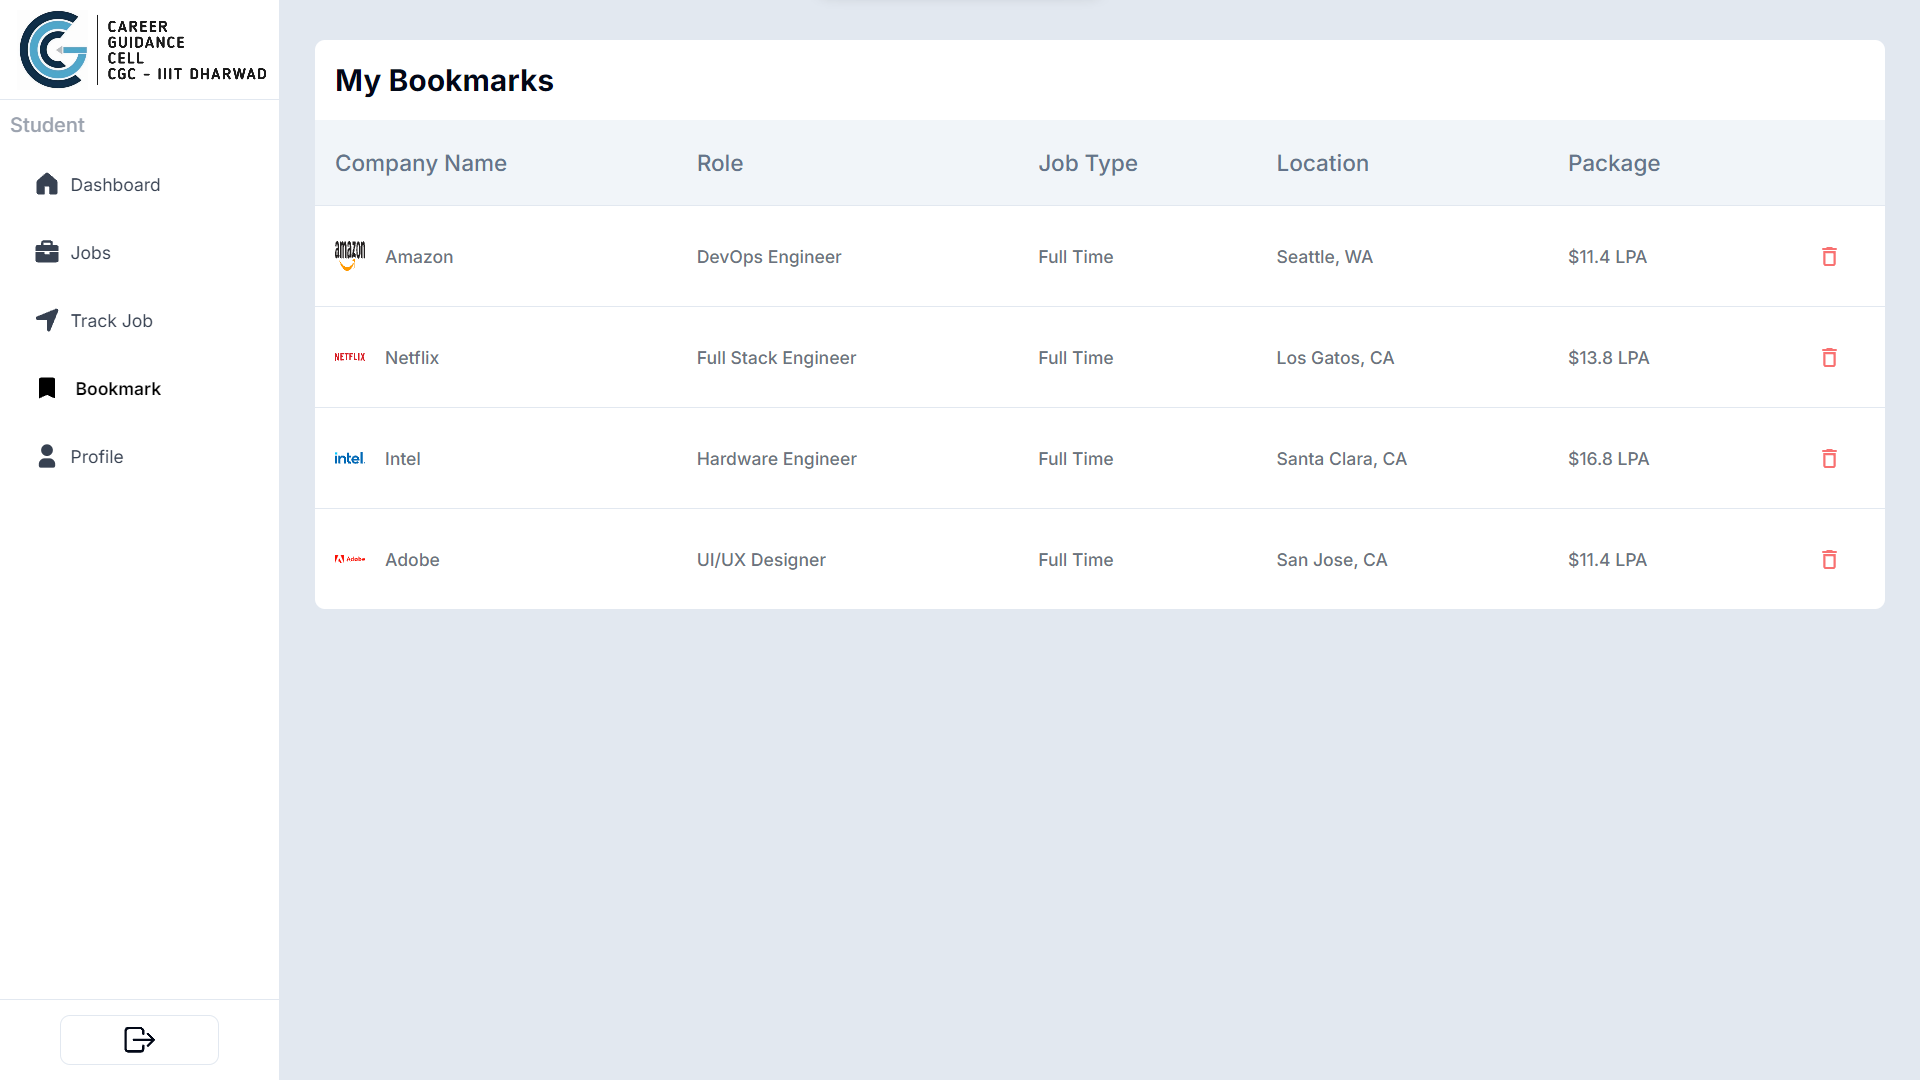 CAREER
GUIDANCE
CELL
CGC - IIIT DHARWAD
Student
Dashboard
Jobs
Track Job
Bookmark
Profile
My Bookmarks
Company Name Role Job Type Location Package
amazon Amazon DevOps Engineer Full Time Seattle, WA $11.4 LPA
NETFLIX Netflix Full Stack Engineer Full Time Los Gatos, CA $13.8 LPA
intel. Intel Hardware Engineer Full Time Santa Clara, CA $16.8 LPA
Adobe Adobe UI/UX Designer Full Time San Jose, CA $11.4 LPA